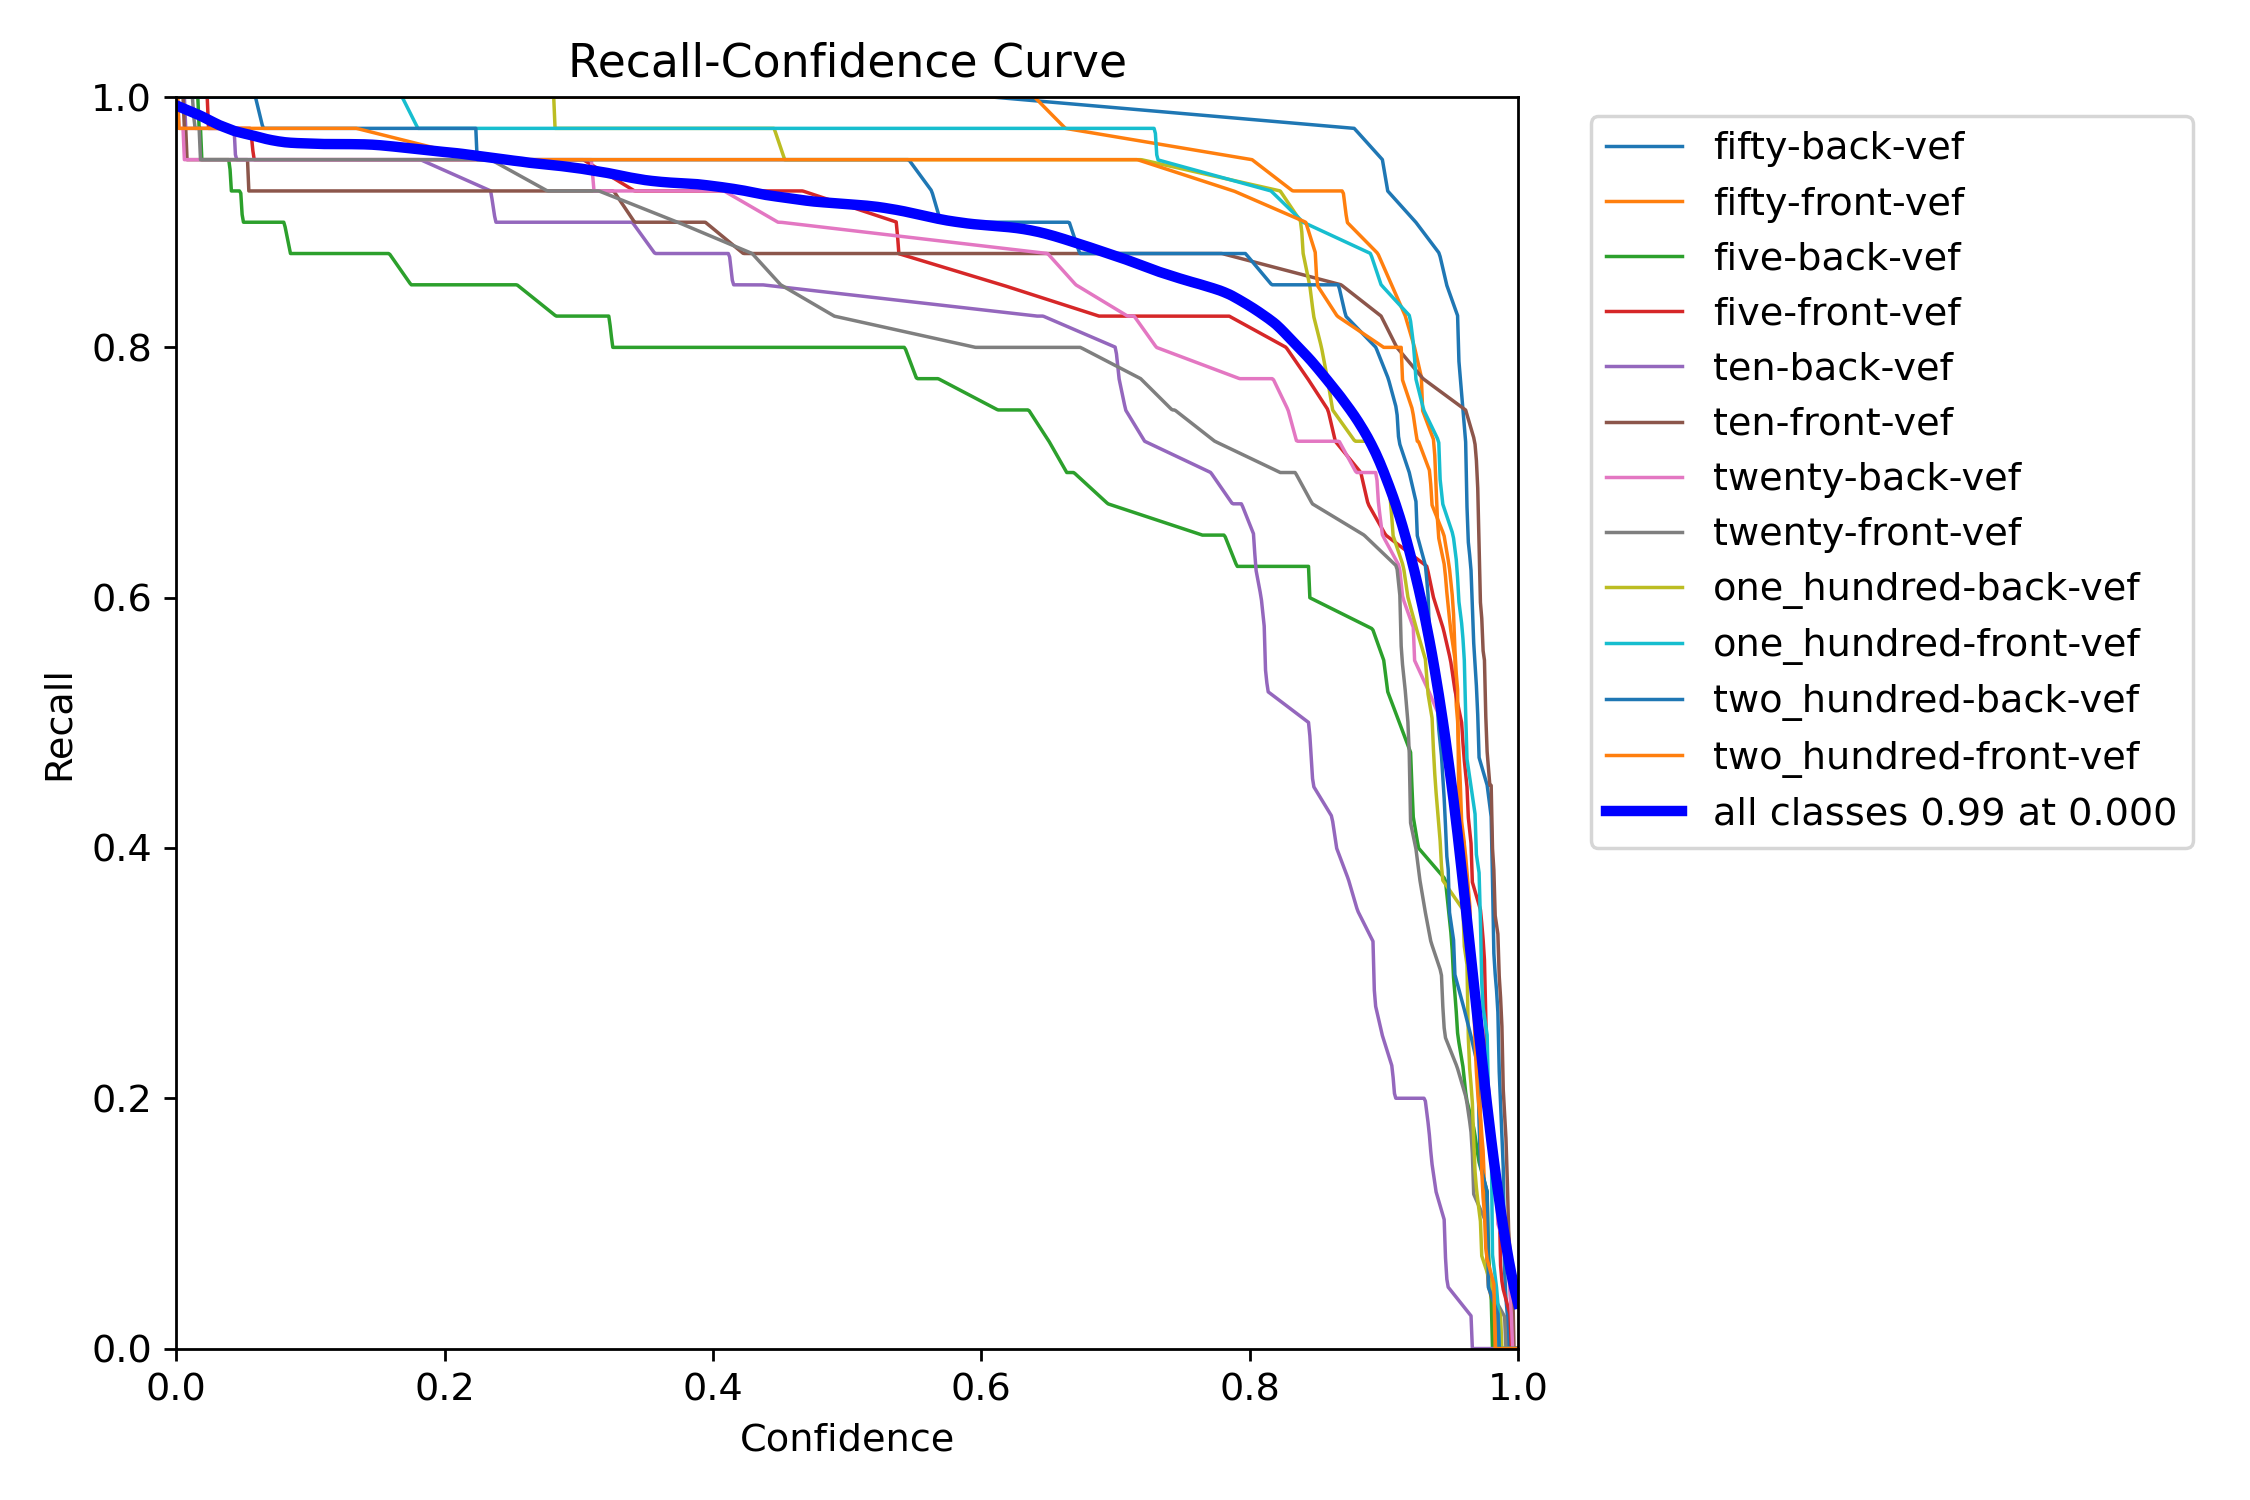 Recall-Confidence Curve
1.0
0.8
0.6
0.4
0.2
0.0
Recall
0.0 0.2 0.4 0.6 0.8 1.0
Confidence
fifty-back-vef
fifty-front-vef
five-back-vef
five-front-vef
ten-back-vef
ten-front-vef
twenty-back-vef
twenty-front-vef
one_hundred-back-vef
one_hundred-front-vef
two_hundred-back-vef
two_hundred-front-vef
all classes 0.99 at 0.000